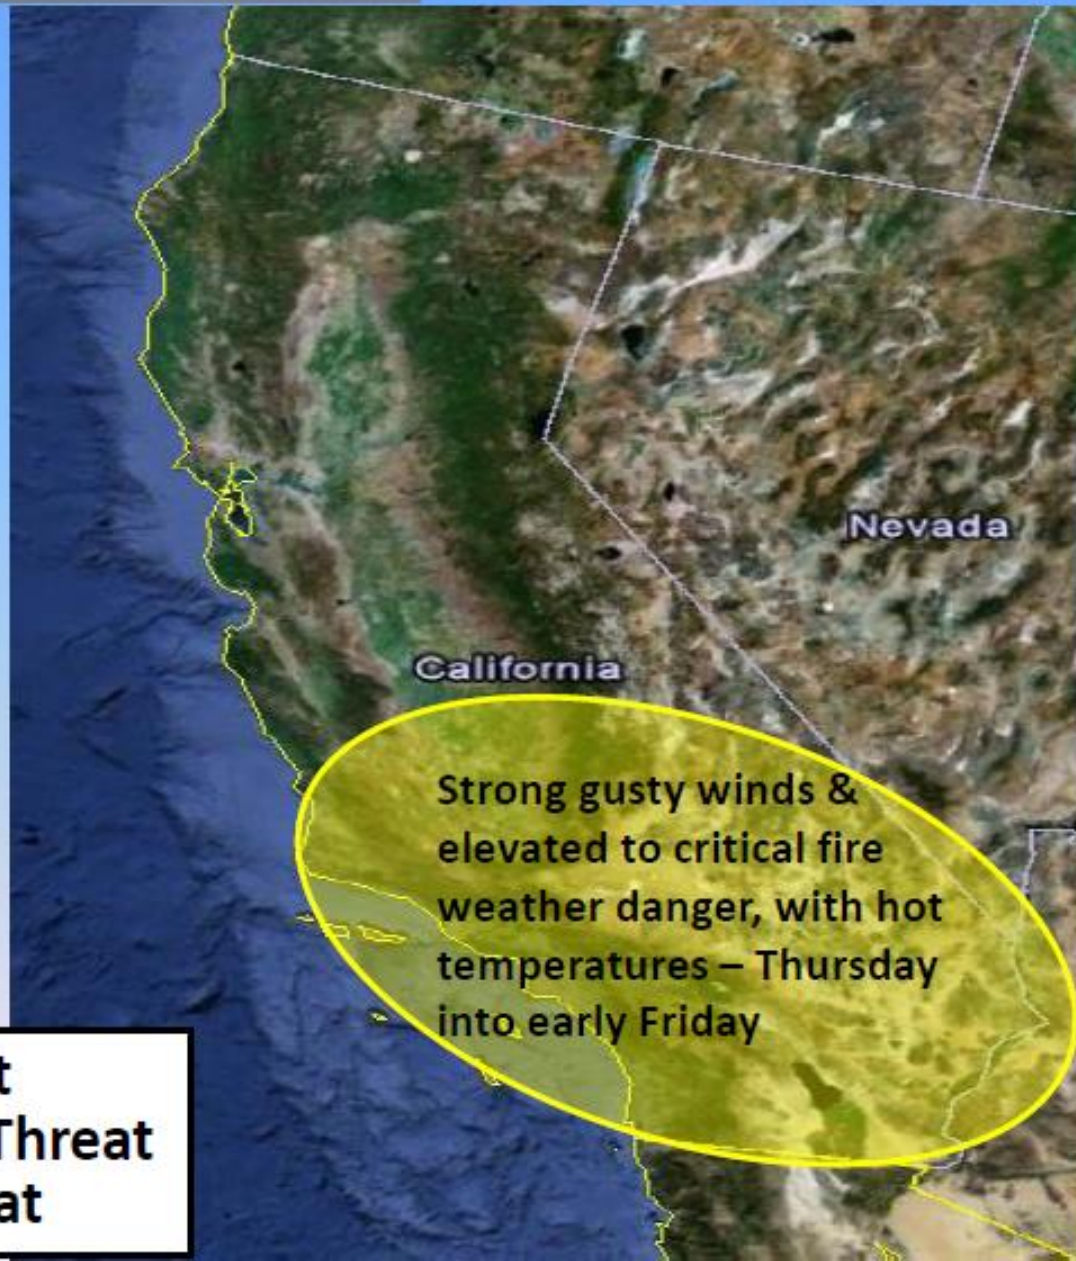 Nevada
California
Strong gusty winds &
elevated to critical fire
weather danger, with hot
temperatures – Thursday
into early Friday
t
Threat
at